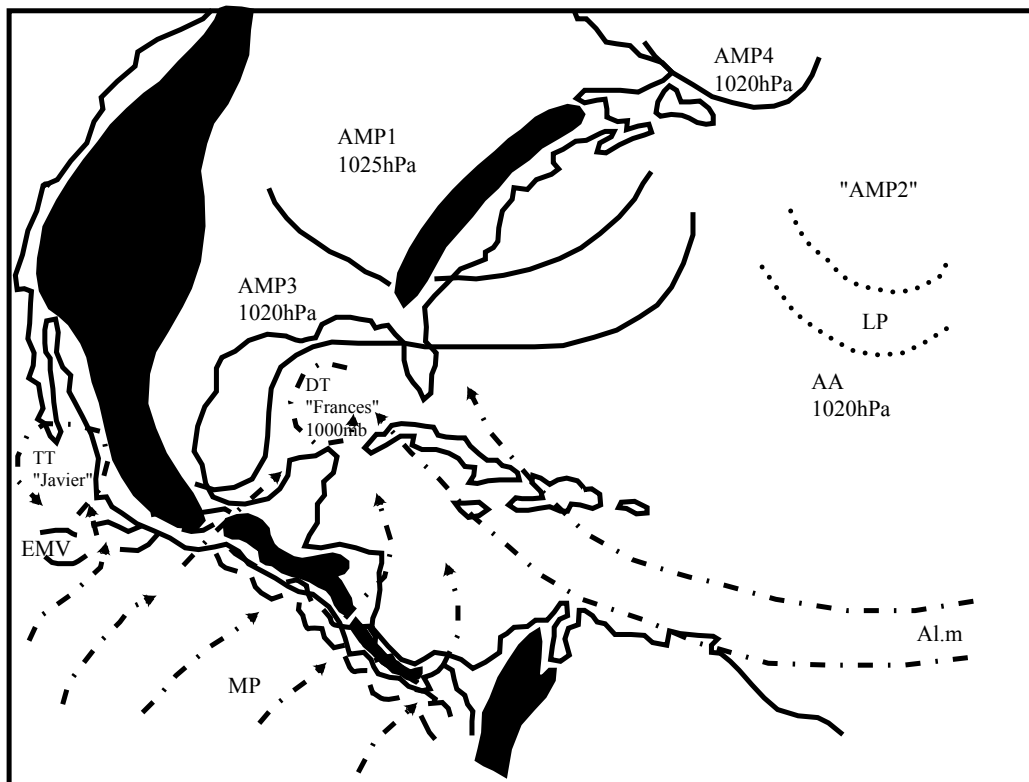 AMP4
1020hPa
AMP1
1025hPa
"AMP2"
AMP3
1020hPa
LP
DT
"Frances"
1000mb
AA
1020hPa
TT
"Javier"
EMV
Al.m
MP